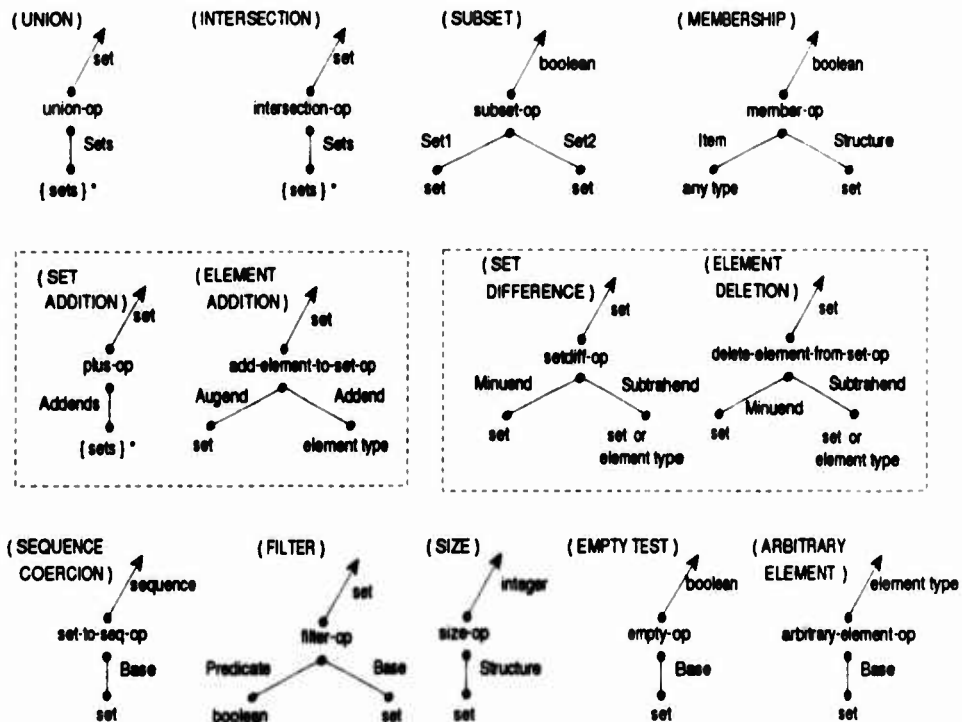 ( UNION )
set
union-op
Sets
{ sets } *
( INTERSECTION )
set
intersection-op
Sets
{ sets } *
( SUBSET )
boolean
subset-op
Set1
Set2
set
set
( MEMBERSHIP )
boolean
member-op
Item
Structure
any type
set
( SET
ADDITION )
set
plus-op
Addends
{ sets } *
( ELEMENT
ADDITION )
set
add-element-to-set-op
Augend
Addend
set
element type
( SET
DIFFERENCE )
set
setdiff-op
Minuend
Subtrahend
set
set or
element type
( ELEMENT
DELETION )
set
delete-element-from-set-op
Minuend
Subtrahend
set
set or
element type
( SEQUENCE
COERCION )
sequence
set-to-seq-op
Base
set
( FILTER )
set
filter-op
Predicate
Base
boolean
set
( SIZE )
integer
size-op
Structure
set
( EMPTY TEST )
boolean
empty-op
Base
set
( ARBITRARY
ELEMENT )
element type
arbitrary-element-op
Base
set